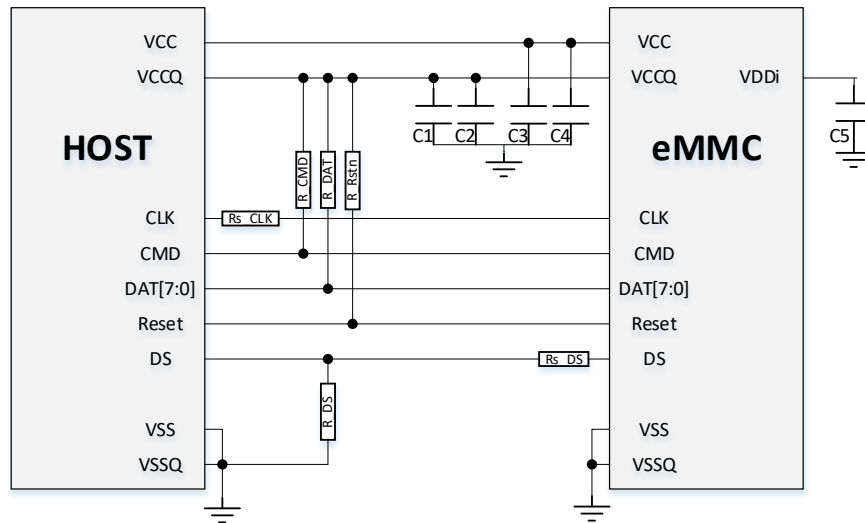 VCC
VCCQ
HOST
CLK
CMD
DAT[7:0]
Reset
DS
VSS
VSSQ
R_CMD
R_DAT
R_Rstn
Rs_CLK
C1
C2
C3
C4
Rs_DS
R_DS
VCC
VCCQ
VDDi
eMMC
CLK
CMD
DAT[7:0]
Reset
DS
VSS
VSSQ
C5